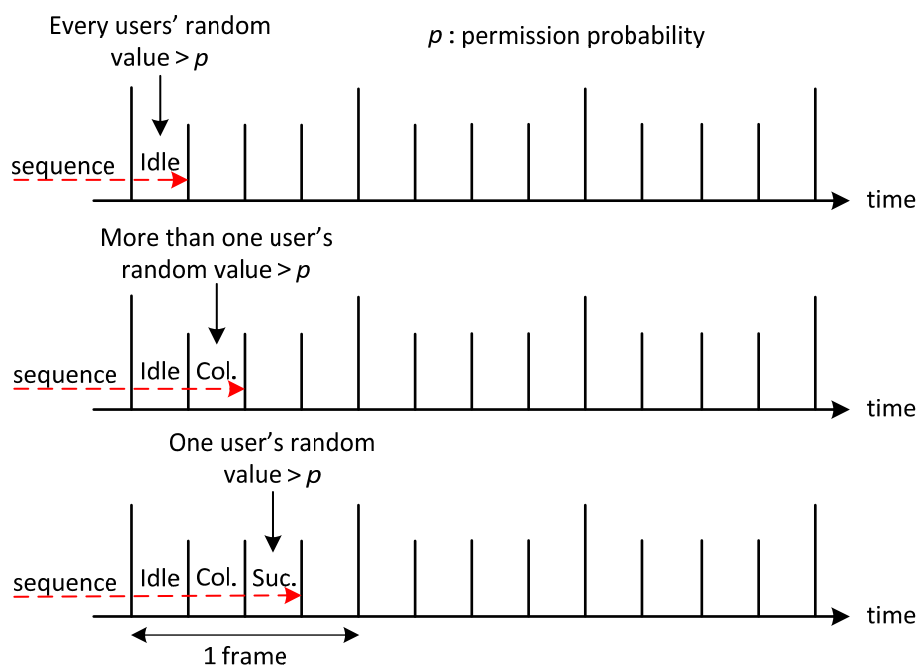 Every users’ random
value > p
p : permission probability
sequence
Idle
time
More than one user’s
random value > p
sequence
Idle
Col.
time
One user’s random
value > p
sequence
Idle
Col.
Suc.
time
1 frame